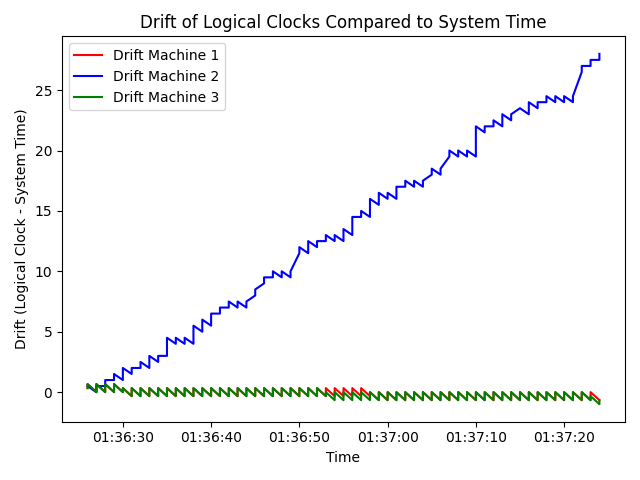 Drift of Logical Clocks Compared to System Time
Drift Machine 1
Drift Machine 2
Drift Machine 3
Drift (Logical Clock - System Time)
25
20
15
10
5
0
01:36:30 01:36:40 01:36:50 01:37:00 01:37:10 01:37:20
Time